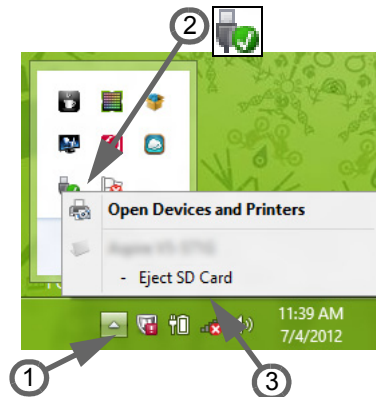 2
Open Devices and Printers
- Eject SD Card
11:39 AM
7/4/2012
1
3